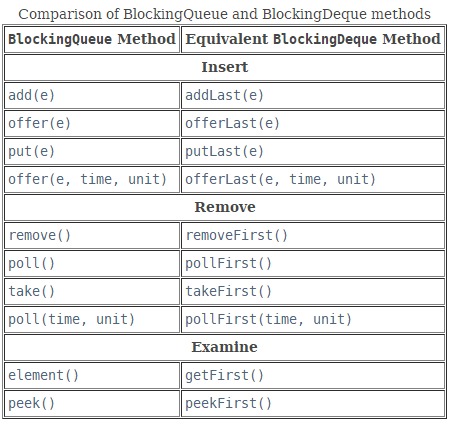 Comparison of BlockingQueue and BlockingDeque methods
BlockingQueue Method Equivalent BlockingDeque Method
Insert
add(e) addLast(e)
offer(e) offerLast(e)
put(e) putLast(e)
offer(e, time, unit) offerLast(e, time, unit)
Remove
remove() removeFirst()
poll() pollFirst()
take() takeFirst()
poll(time, unit) pollFirst(time, unit)
Examine
element() getFirst()
peek() peekFirst()